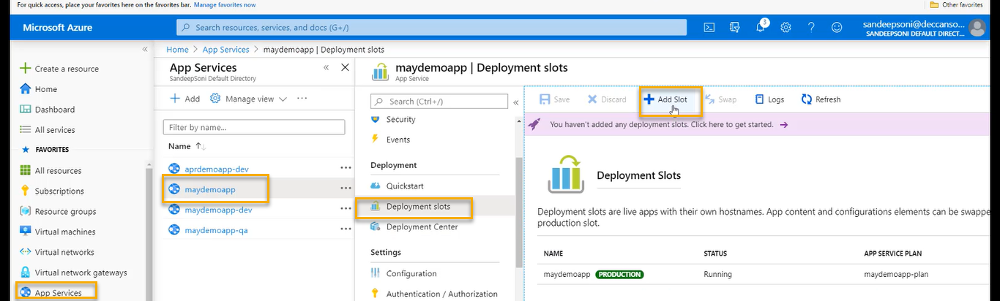 For quick access, place your favorites here on the favorites bar. Manage favorites now
Other favorites
Microsoft Azure
Search resources, services, and docs (G+/)
3
sandeepsoni@deccanso...
SANDEEPSONI DEFAULT DIRECT...
«
Create a resource
Home
Dashboard
All services
FAVORITES
All resources
Subscriptions
Resource groups
Virtual machines
Virtual networks
Virtual network gateways
App Services
Home > App Services > maydemoapp | Deployment slots
App Services
SandeepSoni Default Directory
«
Add
Manage view
Filter by name...
Name
aprdemoapp-dev
maydemoapp
maydemoapp-dev
maydemoapp-qa
maydemoapp | Deployment slots
App Service
Search (Ctrl+/)
«
Security
Events
Deployment
Quickstart
Deployment slots
Deployment Center
Settings
Configuration
Authentication / Authorization
Save
Discard
Add Slot
Swap
Logs
Refresh
You haven't added any deployment slots. Click here to get started.
Deployment Slots
Deployment slots are live apps with their own hostnames. App content and configurations elements can be swappe
production slot.
NAME STATUS APP SERVICE PLAN
maydemoapp PRODUCTION Running maydemoapp-plan